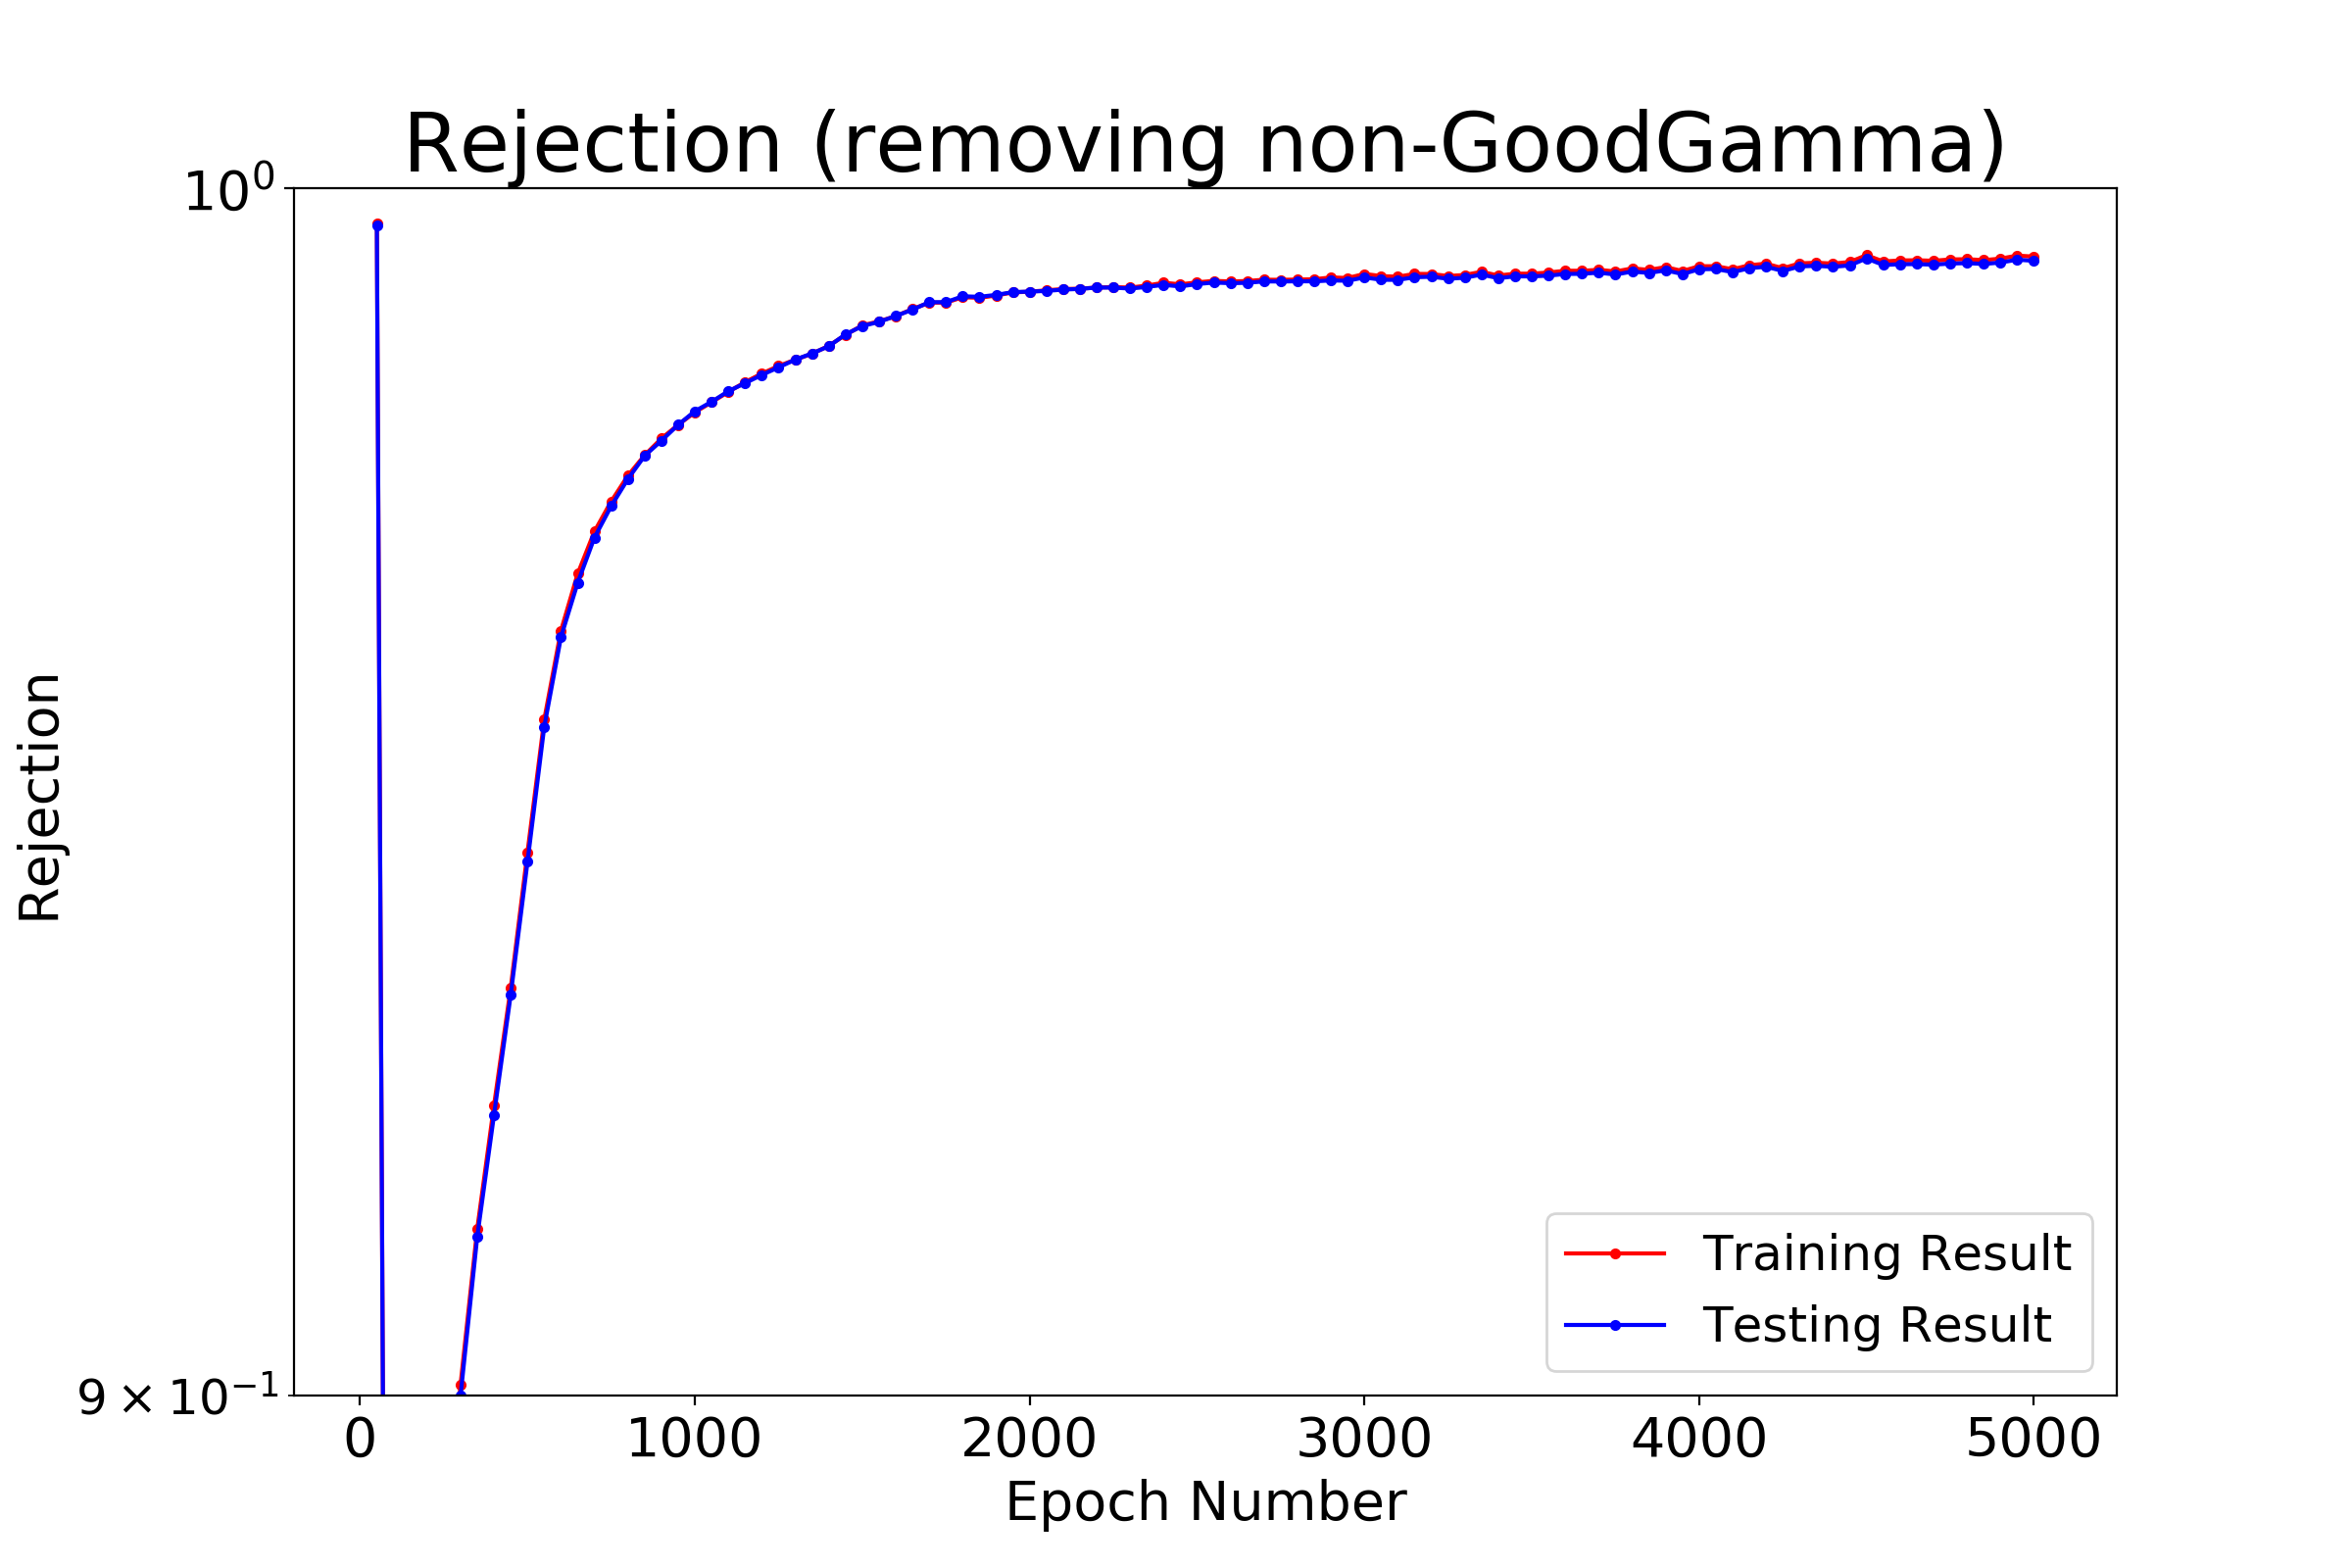 Rejection (removing non-GoodGamma)
10⁰
Rejection
9 × 10⁻¹
Training Result
Testing Result
0 1000 2000 3000 4000 5000
Epoch Number